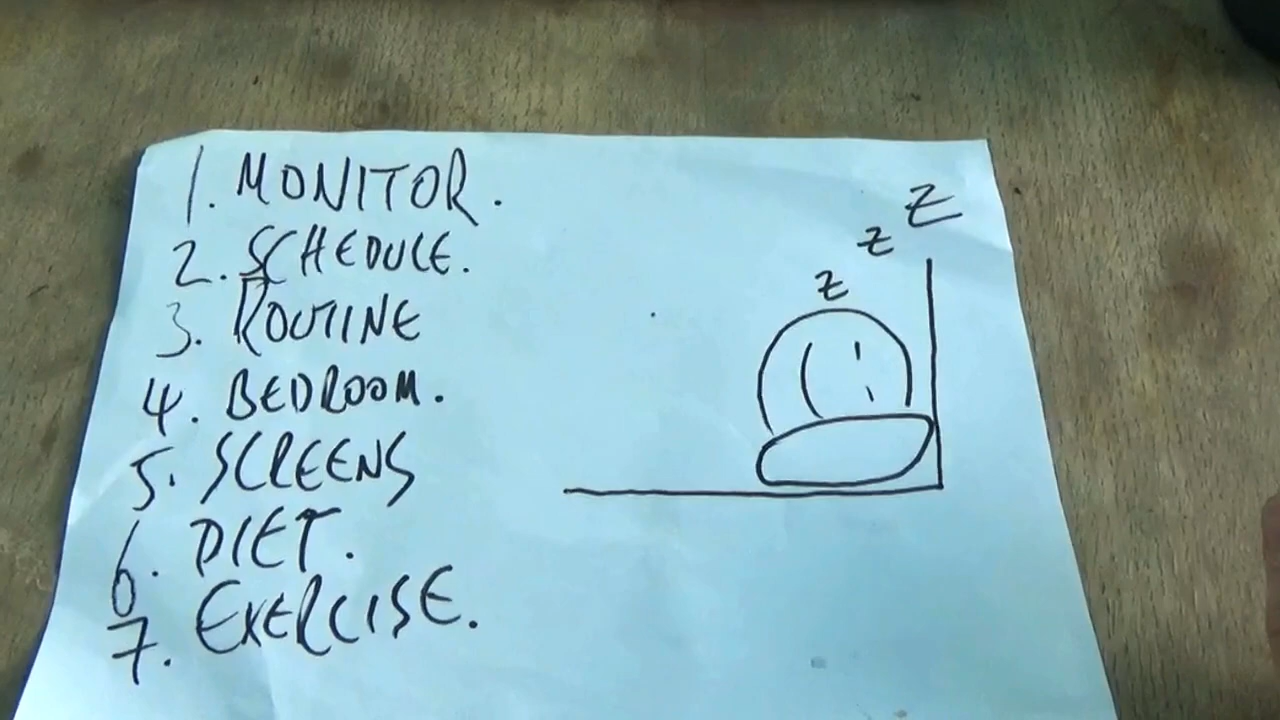 1. MONITOR.
2. SCHEDULE.
3. ROUTINE
4. BEDROOM.
5. SCREENS
6. DIET.
7. EXERCISE.
z z Z